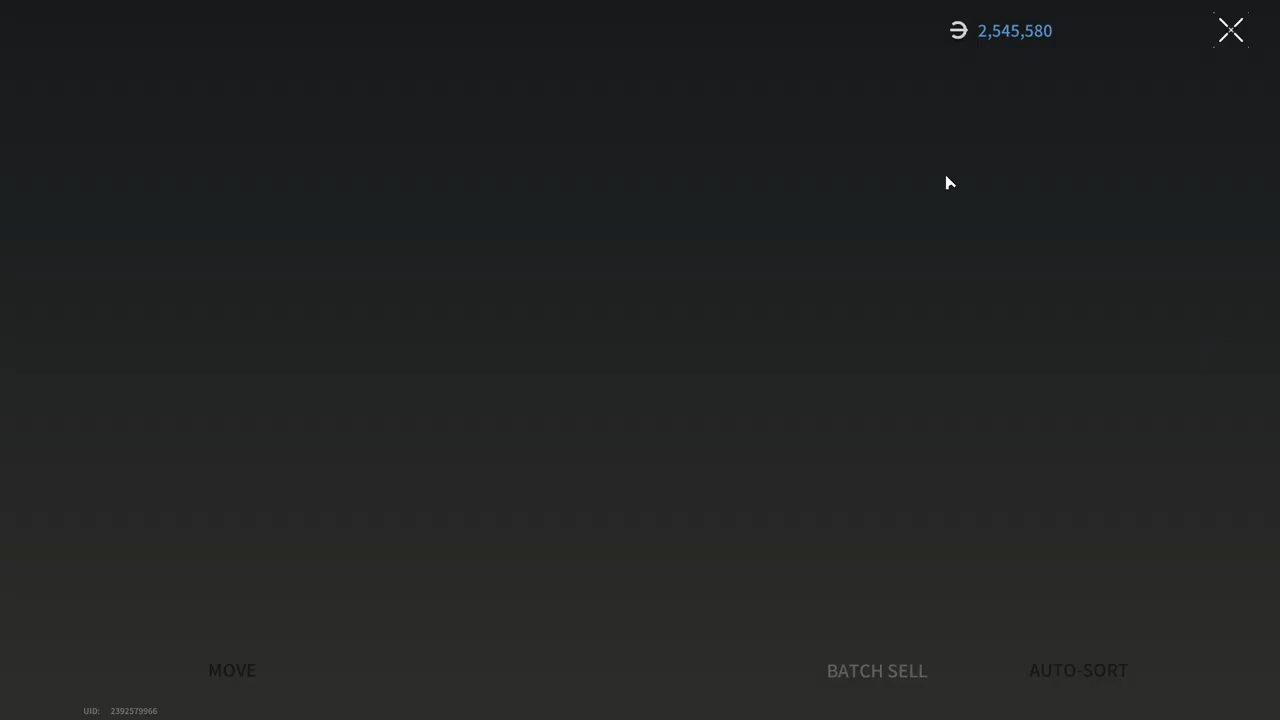 2,545,580
MOVE
BATCH SELL
AUTO-SORT
UID: 2392579966